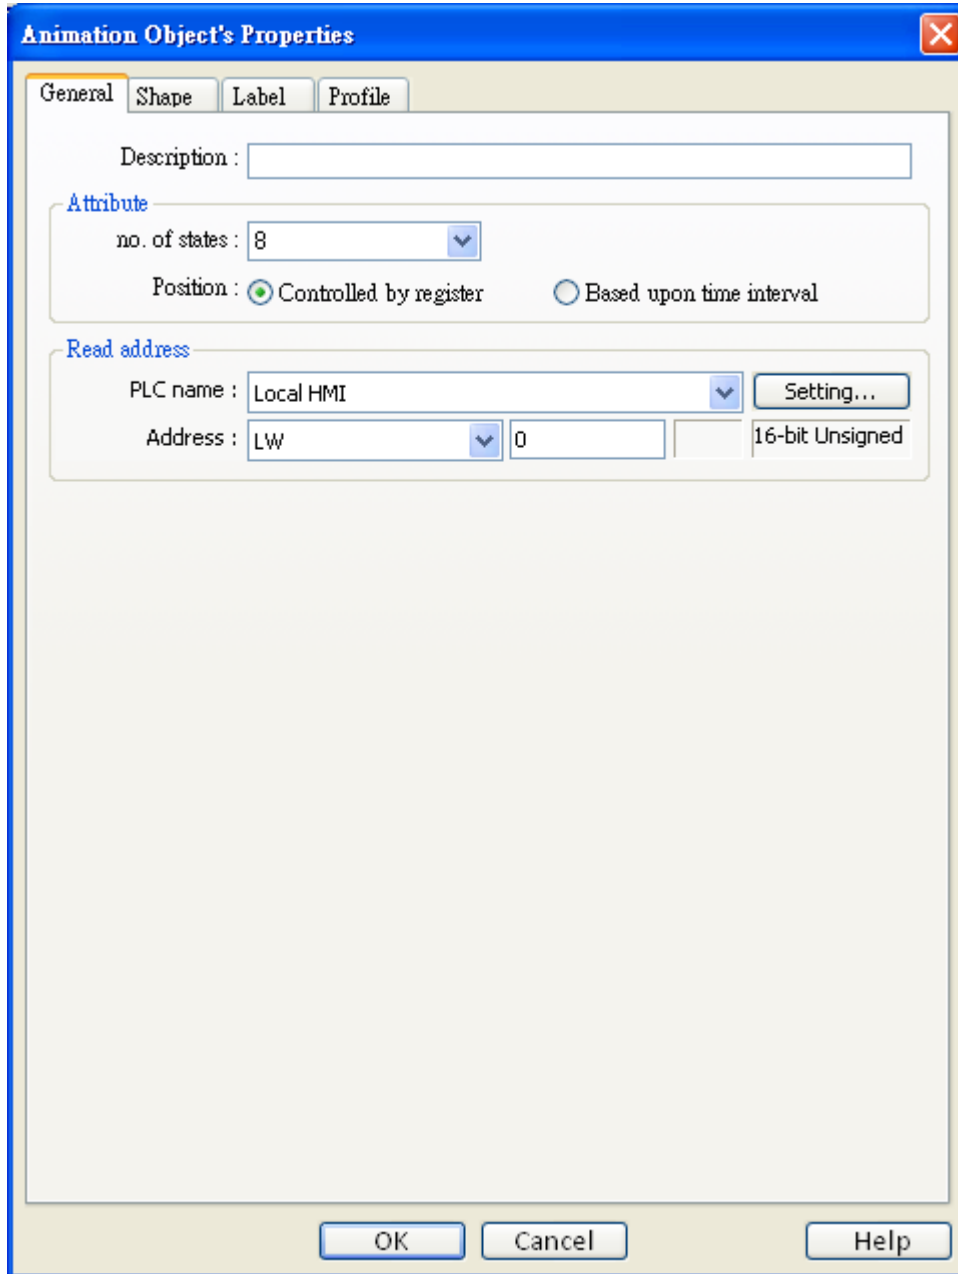 Animation Object's Properties
General Shape Label Profile
Description :
Attribute
no. of states : 8
Position : Controlled by register Based upon time interval
Read address
PLC name : Local HMI Setting...
Address : LW 0 16-bit Unsigned
OK Cancel Help